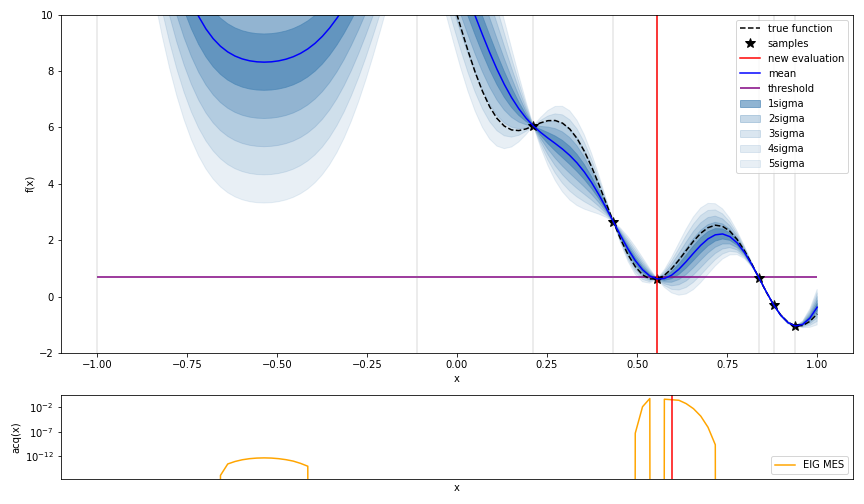 10
8
6
4
2
0
−2
f(x)
−1.00 −0.75 −0.50 −0.25 0.00 0.25 0.50 0.75 1.00
x
true function
samples
new evaluation
mean
threshold
1sigma
2sigma
3sigma
4sigma
5sigma
10−2
10−7
10−12
acq(x)
EIG MES
x